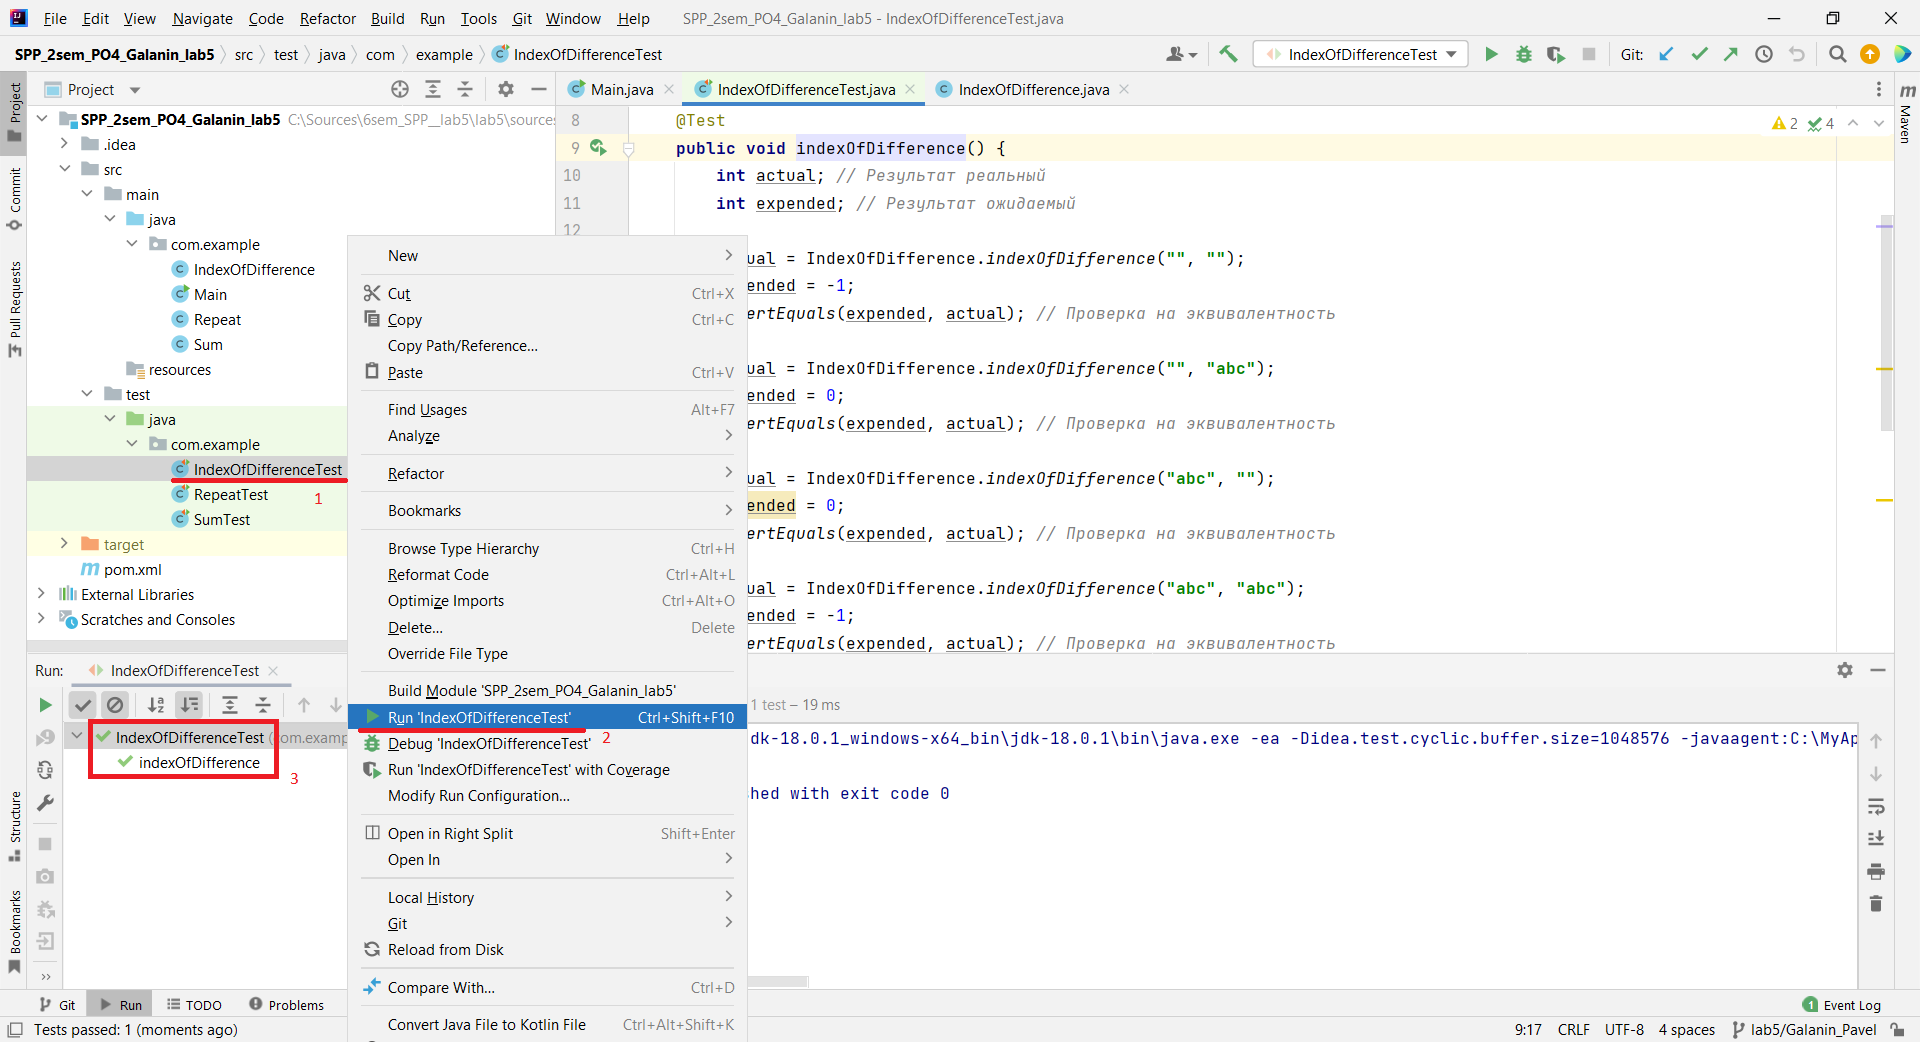 File Edit View Navigate Code Refactor Build Run Tools Git Window Help SPP_2sem_PO4_Galanin_lab5 - IndexOfDifferenceTest.java
SPP_2sem_PO4_Galanin_lab5 src test java com example IndexOfDifferenceTest IndexOfDifferenceTest Git:
Project
Main.java IndexOfDifferenceTest.java IndexOfDifference.java
Project
Commit
Pull Requests
Structure
Bookmarks
Maven
SPP_2sem_PO4_Galanin_lab5 C:\Sources\6sem_SPP__lab5\lab5\source
.idea
src
main
java
com.example
IndexOfDifference
Main
Repeat
Sum
resources
test
java
com.example
IndexOfDifferenceTest
RepeatTest 1
SumTest
target
pom.xml
External Libraries
Scratches and Consoles
2 4
8 @Test
9 public void indexOfDifference() {
10 int actual; // Результат реальный
11 int expended; // Результат ожидаемый
12
ual = IndexOfDifference.indexOfDifference("", "");
ended = -1;
ertEquals(expended, actual); // Проверка на эквивалентность
ual = IndexOfDifference.indexOfDifference("", "abc");
ended = 0;
ertEquals(expended, actual); // Проверка на эквивалентность
ual = IndexOfDifference.indexOfDifference("abc", "");
ended = 0;
ertEquals(expended, actual); // Проверка на эквивалентность
ual = IndexOfDifference.indexOfDifference("abc", "abc");
ended = -1;
ertEquals(expended, actual); // Проверка на эквивалентность
New
Cut Ctrl+X
Copy Ctrl+C
Copy Path/Reference...
Paste Ctrl+V
Find Usages Alt+F7
Analyze
Refactor
Bookmarks
Browse Type Hierarchy Ctrl+H
Reformat Code Ctrl+Alt+L
Optimize Imports Ctrl+Alt+O
Delete... Delete
Override File Type
Build Module 'SPP_2sem_PO4_Galanin_lab5'
Run 'IndexOfDifferenceTest' Ctrl+Shift+F10
Debug 'IndexOfDifferenceTest' 2
Run 'IndexOfDifferenceTest' with Coverage
Modify Run Configuration...
Open in Right Split Shift+Enter
Open In
Local History
Git
Reload from Disk
Compare With... Ctrl+D
Convert Java File to Kotlin File Ctrl+Alt+Shift+K
Run: IndexOfDifferenceTest
1 test – 19 ms
IndexOfDifferenceTest (com.examp
indexOfDifference
3
dk-18.0.1_windows-x64_bin\jdk-18.0.1\bin\java.exe -ea -Didea.test.cyclic.buffer.size=1048576 -javaagent:C:\MyAp
hed with exit code 0
Git Run TODO Problems 1 Event Log
Tests passed: 1 (moments ago) 9:17 CRLF UTF-8 4 spaces lab5/Galanin_Pavel